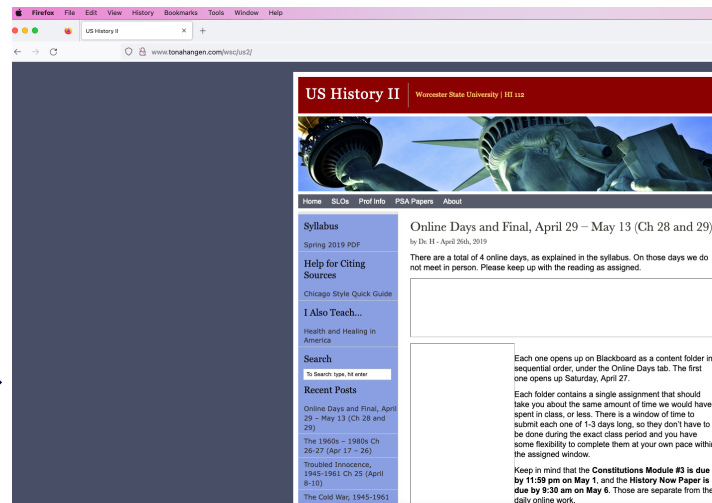 Firefox File Edit View History Bookmarks Tools Window Help
US History II × +
www.tonahangen.com/wsc/us2/
US History II Worcester State University | HI 112
Home SLOs Prof Info PSA Papers About
Syllabus
Spring 2019 PDF
Help for Citing
Sources
Chicago Style Quick Guide
I Also Teach...
Health and Healing in
America
Search
To Search: type, hit enter
Recent Posts
Online Days and Final, April
29 – May 13 (Ch 28 and
29)
The 1960s – 1980s Ch
26-27 (Apr 17 – 26)
Troubled Innocence,
1945-1961 Ch 25 (April
8-10)
The Cold War, 1945-1961
Online Days and Final, April 29 – May 13 (Ch 28 and 29)
by Dr. H - April 26th, 2019
There are a total of 4 online days, as explained in the syllabus. On those days we do
not meet in person. Please keep up with the reading as assigned.
Each one opens up on Blackboard as a content folder in
sequential order, under the Online Days tab. The first
one opens up Saturday, April 27.
Each folder contains a single assignment that should
take you about the same amount of time we would have
spent in class, or less. There is a window of time to
submit each one of 1-3 days long, so they don't have to
be done during the exact class period and you have
some flexibility to complete them at your own pace within
the assigned window.
Keep in mind that the Constitutions Module #3 is due
by 11:59 pm on May 1, and the History Now Paper is
due by 9:30 am on May 6. Those are separate from the
daily online work.